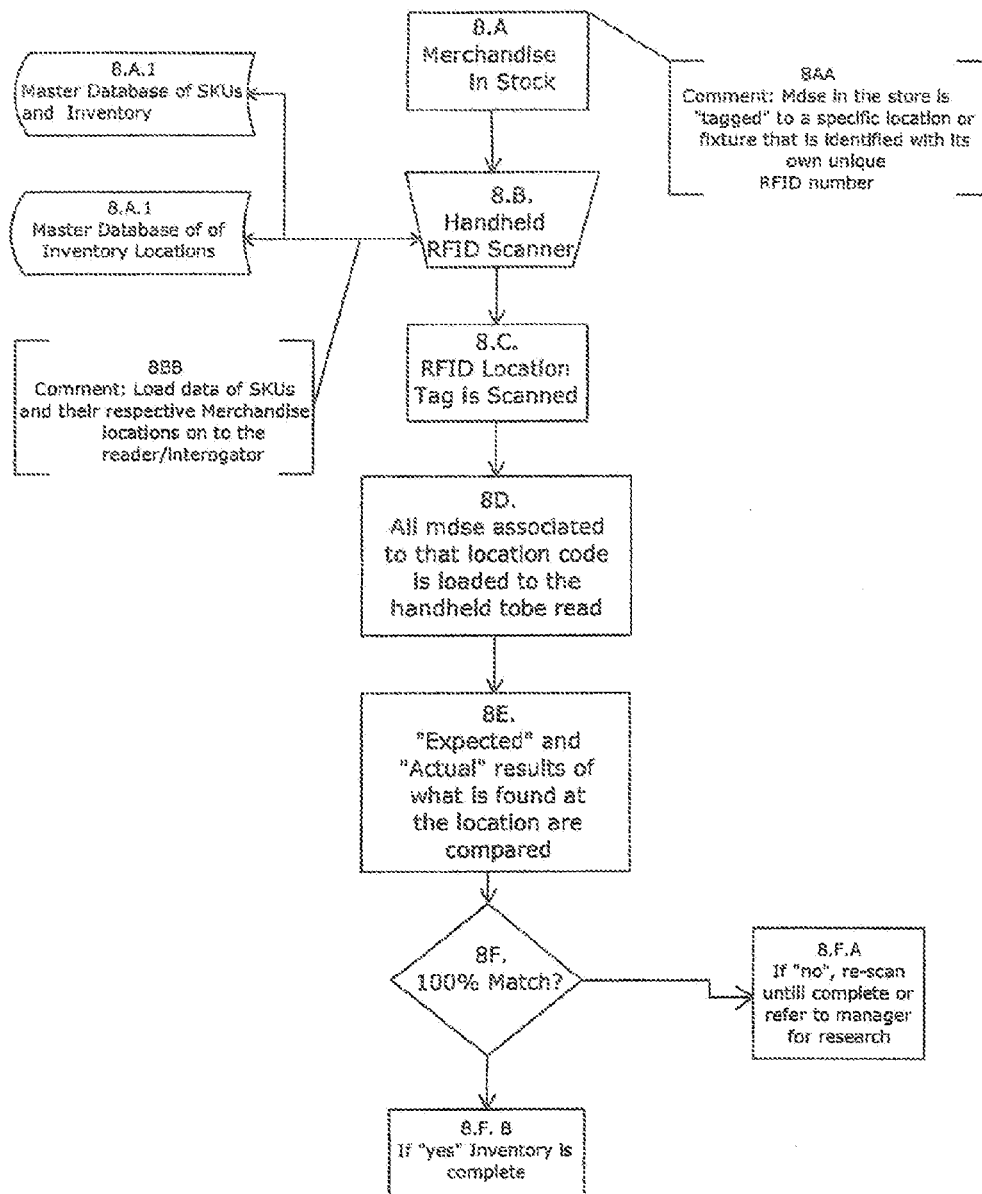 8.A
Merchandise
In Stock
8.A.1
Master Database of SKUs
and Inventory
8AA
Comment: Mdse in the store is
"tagged" to a specific location or
fixture that is identified with its
own unique
RFID number
8.A.1
Master Database of of
Inventory Locations
8.B.
Handheld
RFID Scanner
8BB
Comment: Load data of SKUs
and their respective Merchandise
locations on to the
reader/interogator
8.C.
RFID Location
Tag is Scanned
8D.
All mdse associated
to that location code
is loaded to the
handheld tobe read
8E.
"Expected" and
"Actual" results of
what is found at
the location are
compared
8F.
100% Match?
8.F.A
If "no", re-scan
untill complete or
refer to manager
for research
8.F. B
If "yes" Inventory is
complete